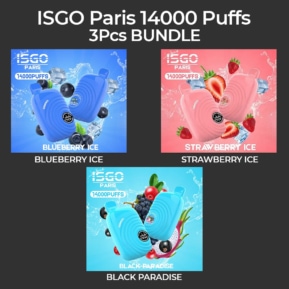 ISGO Paris 14000 Puffs
3Pcs BUNDLE
ISGO
PARIS
14000PUFFS
BLUEBERRY ICE
BLUEBERRY ICE
ISGO
PARIS
14000PUFFS
STRAWBERRY ICE
STRAWBERRY ICE
ISGO
PARIS
14000PUFFS
BLACK PARADISE
BLACK PARADISE